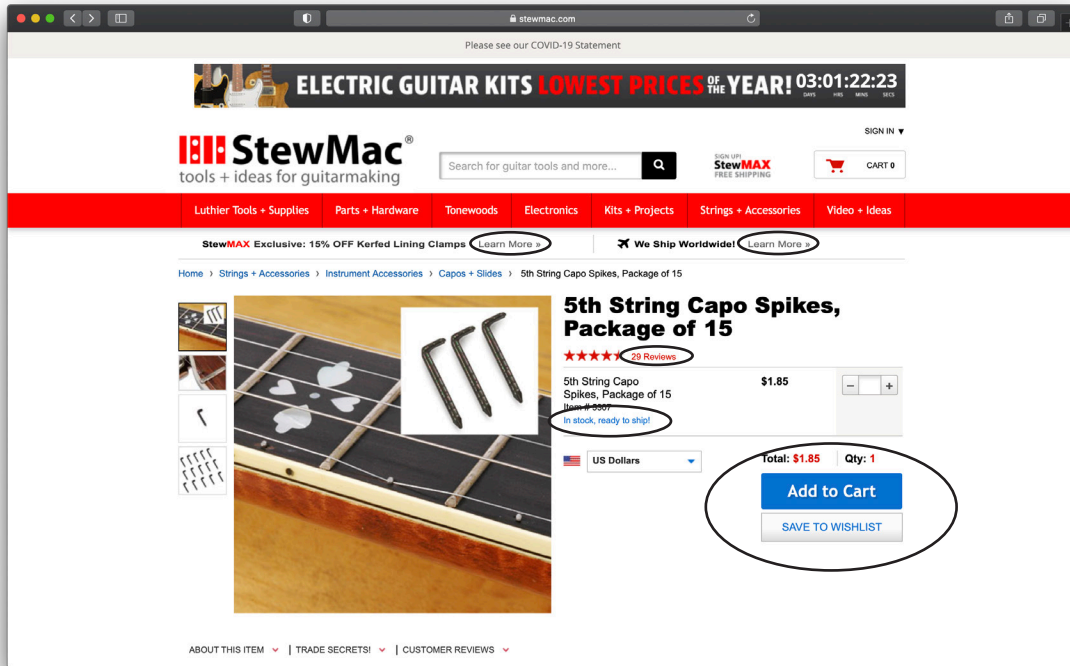 stewmac.com
Please see our COVID-19 Statement
ELECTRIC GUITAR KITS LOWEST PRICES OF THE YEAR! 03:01:22:23
DAYS HRS MINS SECS
SIGN IN ▼
StewMac®
tools + ideas for guitarmaking
Search for guitar tools and more...
SIGN UP!
StewMAX
FREE SHIPPING
CART 0
Luthier Tools + Supplies Parts + Hardware Tonewoods Electronics Kits + Projects Strings + Accessories Video + Ideas
StewMAX Exclusive: 15% OFF Kerfed Lining Clamps Learn More » We Ship Worldwide! Learn More »
Home › Strings + Accessories › Instrument Accessories › Capos + Slides › 5th String Capo Spikes, Package of 15
5th String Capo Spikes,
Package of 15
29 Reviews
5th String Capo $1.85 − +
Spikes, Package of 15
Item # 5307
In stock, ready to ship!
US Dollars
Total: $1.85 Qty: 1
Add to Cart
SAVE TO WISHLIST
ABOUT THIS ITEM | TRADE SECRETS! | CUSTOMER REVIEWS